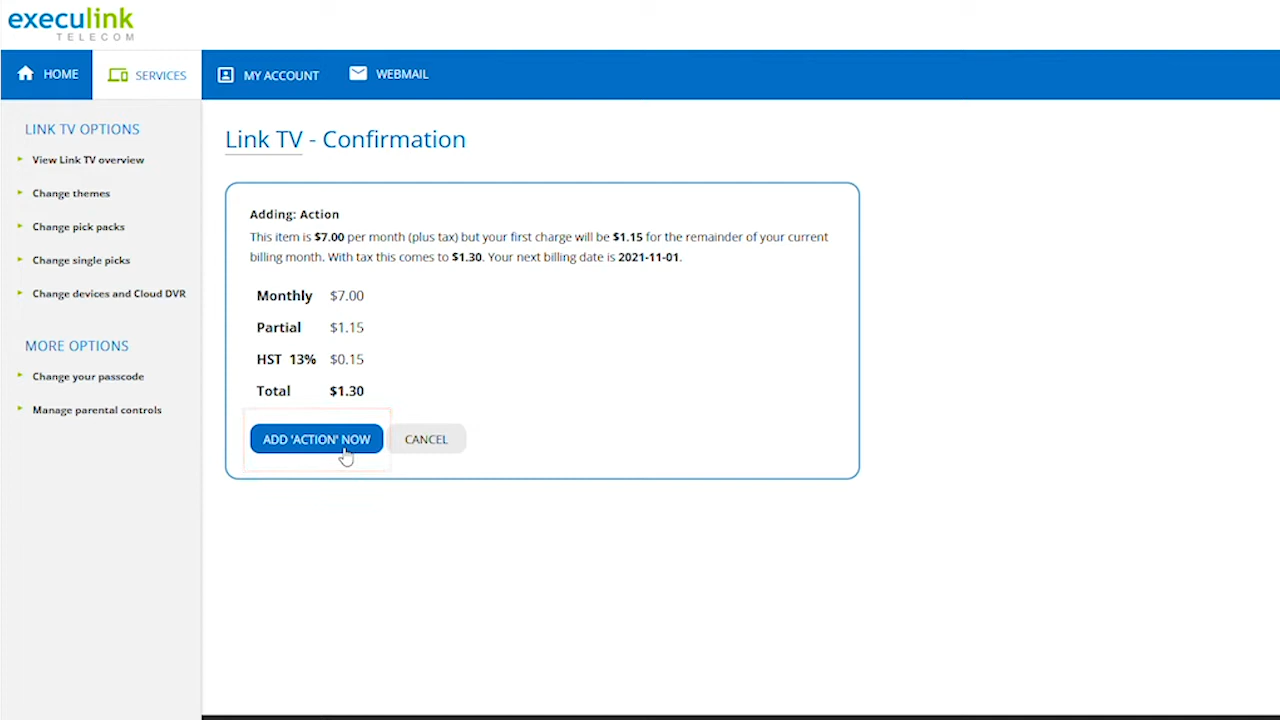 execulink
TELECOM
HOME
SERVICES
MY ACCOUNT
WEBMAIL
LINK TV OPTIONS
View Link TV overview
Change themes
Change pick packs
Change single picks
Change devices and Cloud DVR
MORE OPTIONS
Change your passcode
Manage parental controls
Link TV - Confirmation
Adding: Action
This item is $7.00 per month (plus tax) but your first charge will be $1.15 for the remainder of your current
billing month. With tax this comes to $1.30. Your next billing date is 2021-11-01.
Monthly $7.00
Partial $1.15
HST 13% $0.15
Total $1.30
ADD 'ACTION' NOW
CANCEL